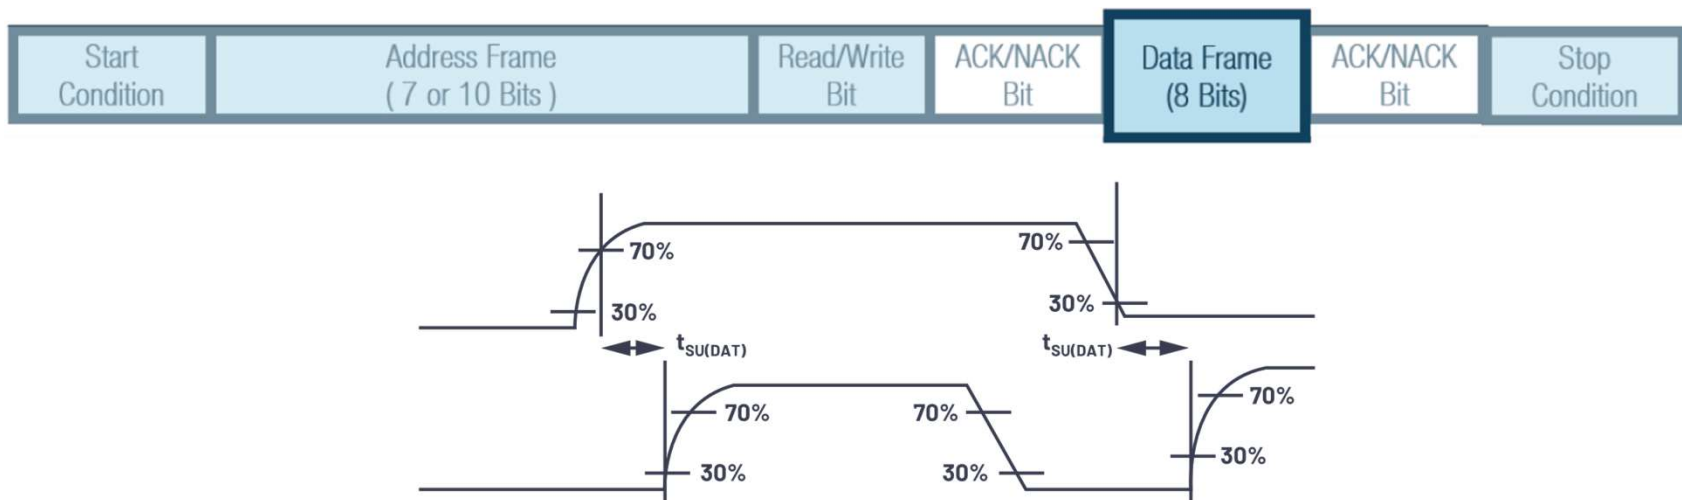 Start
Condition
Address Frame
( 7 or 10 Bits )
Read/Write
Bit
ACK/NACK
Bit
Data Frame
(8 Bits)
ACK/NACK
Bit
Stop
Condition
70%
30%
70%
30%
tSU(DAT)
tSU(DAT)
70%
30%
70%
30%
70%
30%